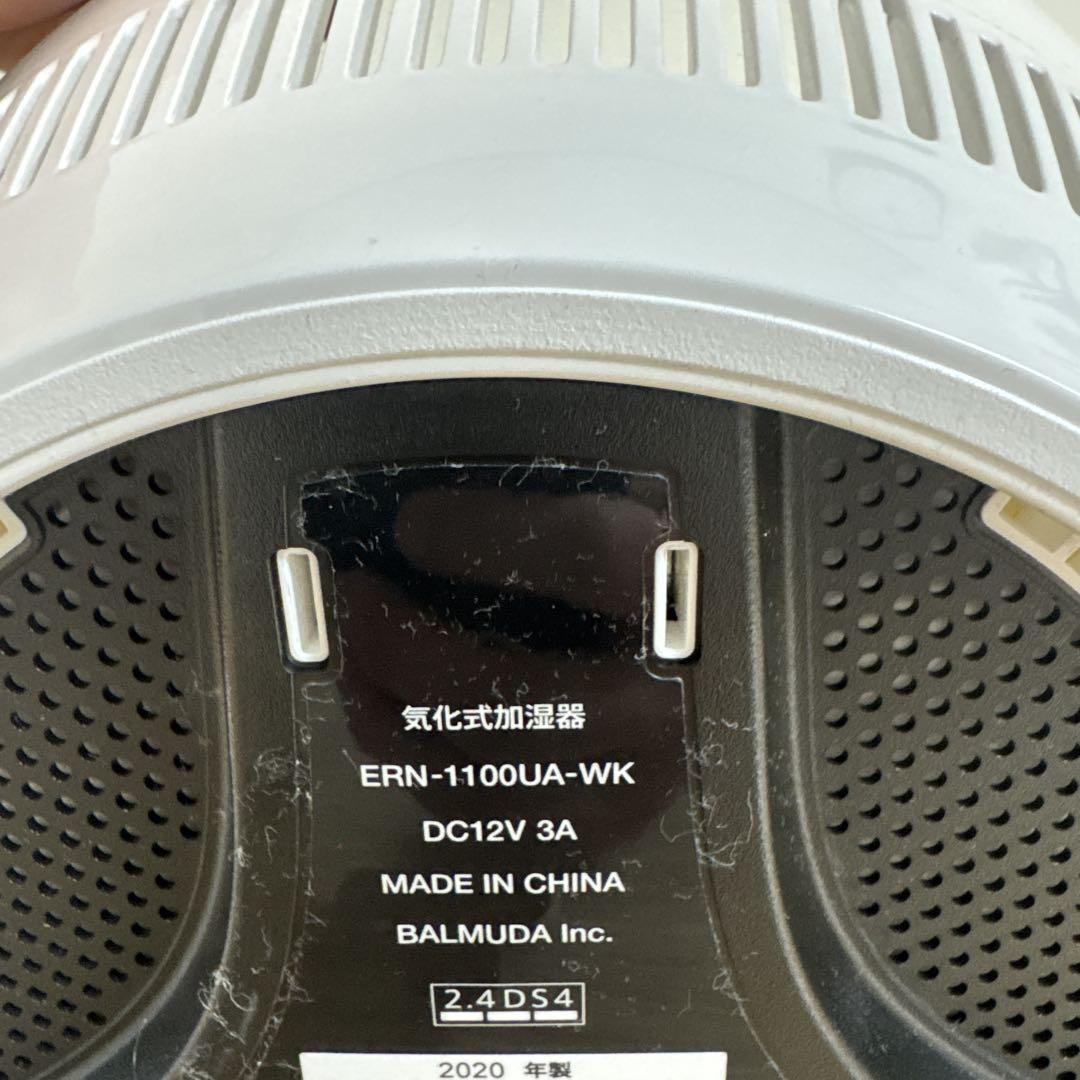 気化式加湿器
ERN-1100UA-WK
DC12V 3A
MADE IN CHINA
BALMUDA Inc.
2.4DS4
2020 年製